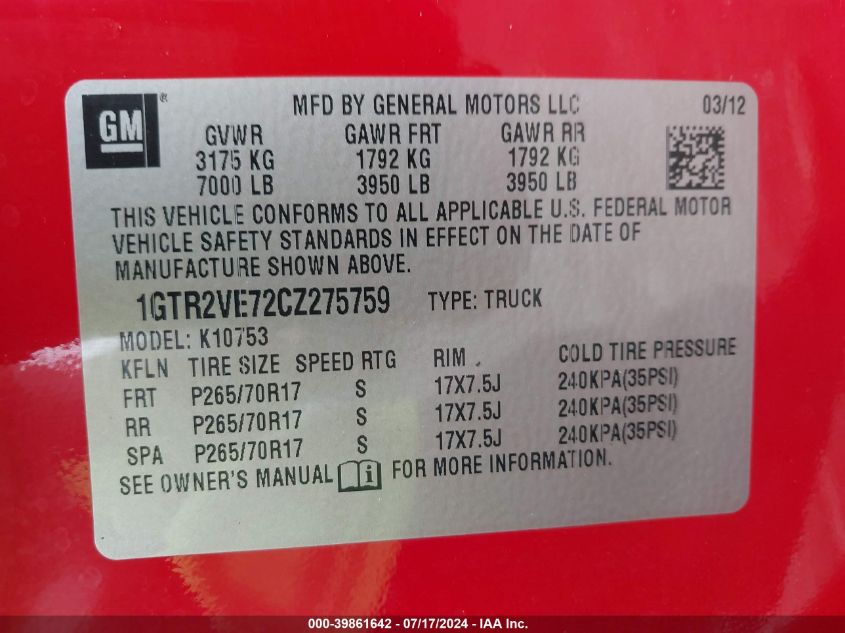 GM®
MFD BY GENERAL MOTORS LLC 03/12
GVWR GAWR FRT GAWR RR
3175 KG 1792 KG 1792 KG
7000 LB 3950 LB 3950 LB
THIS VEHICLE CONFORMS TO ALL APPLICABLE U.S. FEDERAL MOTOR
VEHICLE SAFETY STANDARDS IN EFFECT ON THE DATE OF
MANUFACTURE SHOWN ABOVE.
1GTR2VE72CZ275759 TYPE: TRUCK
MODEL: K10753
KFLN TIRE SIZE SPEED RTG RIM COLD TIRE PRESSURE
FRT P265/70R17 S 17X7.5J 240KPA(35PSI)
RR P265/70R17 S 17X7.5J 240KPA(35PSI)
SPA P265/70R17 S 17X7.5J 240KPA(35PSI)
SEE OWNER'S MANUAL i FOR MORE INFORMATION.
000-39861642 - 07/17/2024 - IAA Inc.